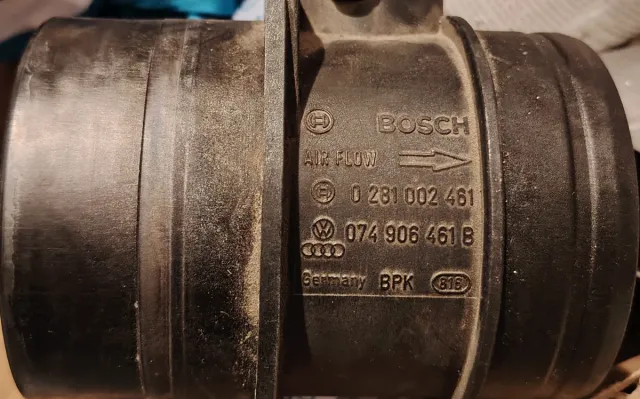 BOSCH
AIR FLOW
0 281 002 461
074 906 461 B
Germany BPK 816